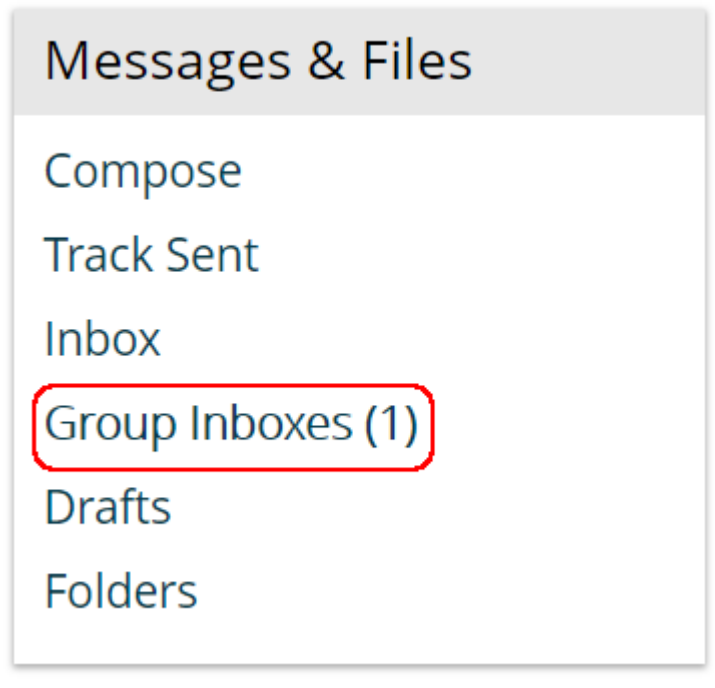 Messages & Files
Compose
Track Sent
Inbox
Group Inboxes (1)
Drafts
Folders